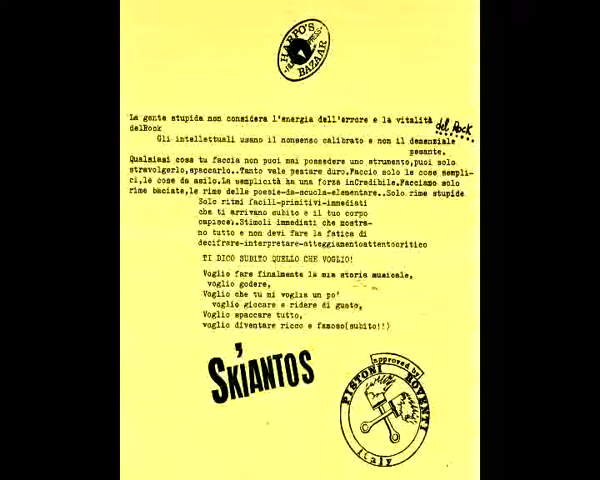 HARPO'S
BAZAAR
La gente stupida non considera l'energia dell'errore e la vitalità del Rock
delRock
Gli intellettuali usano il nonsenso calibrato e non il demenziale
pesante.
Qualsiasi cosa tu faccia non puoi mai possedere uno strumento,puoi solo
stravolgerlo,spaccarlo..Tanto vale pestare duro.Faccio solo le cose sempli-
ci,le cose da asilo.La semplicità ha una forza inCredibile.Facciamo solo
rime baciate,le rime delle poesie-da-scuola-elementare..Solo rime stupide
Solo ritmi facili-primitivi-immediati
che ti arrivano subito e il tuo corpo
capisce.Stimoli immediati che mostra-
no tutto e non devi fare la fatica di
decifrare-interpretare-atteggiamentoattentocritico
TI DICO SUBITO QUELLO CHE VOGLIO!
Voglio fare finalmente la mia storia musicale,
voglio godere,
Voglio che tu mi voglia un po'
voglio giocare e ridere di gusto,
Voglio spaccare tutto,
voglio diventare ricco e famoso(subito!!)
SKIANTOS
approved by
PISTONI BOVENTI
italy